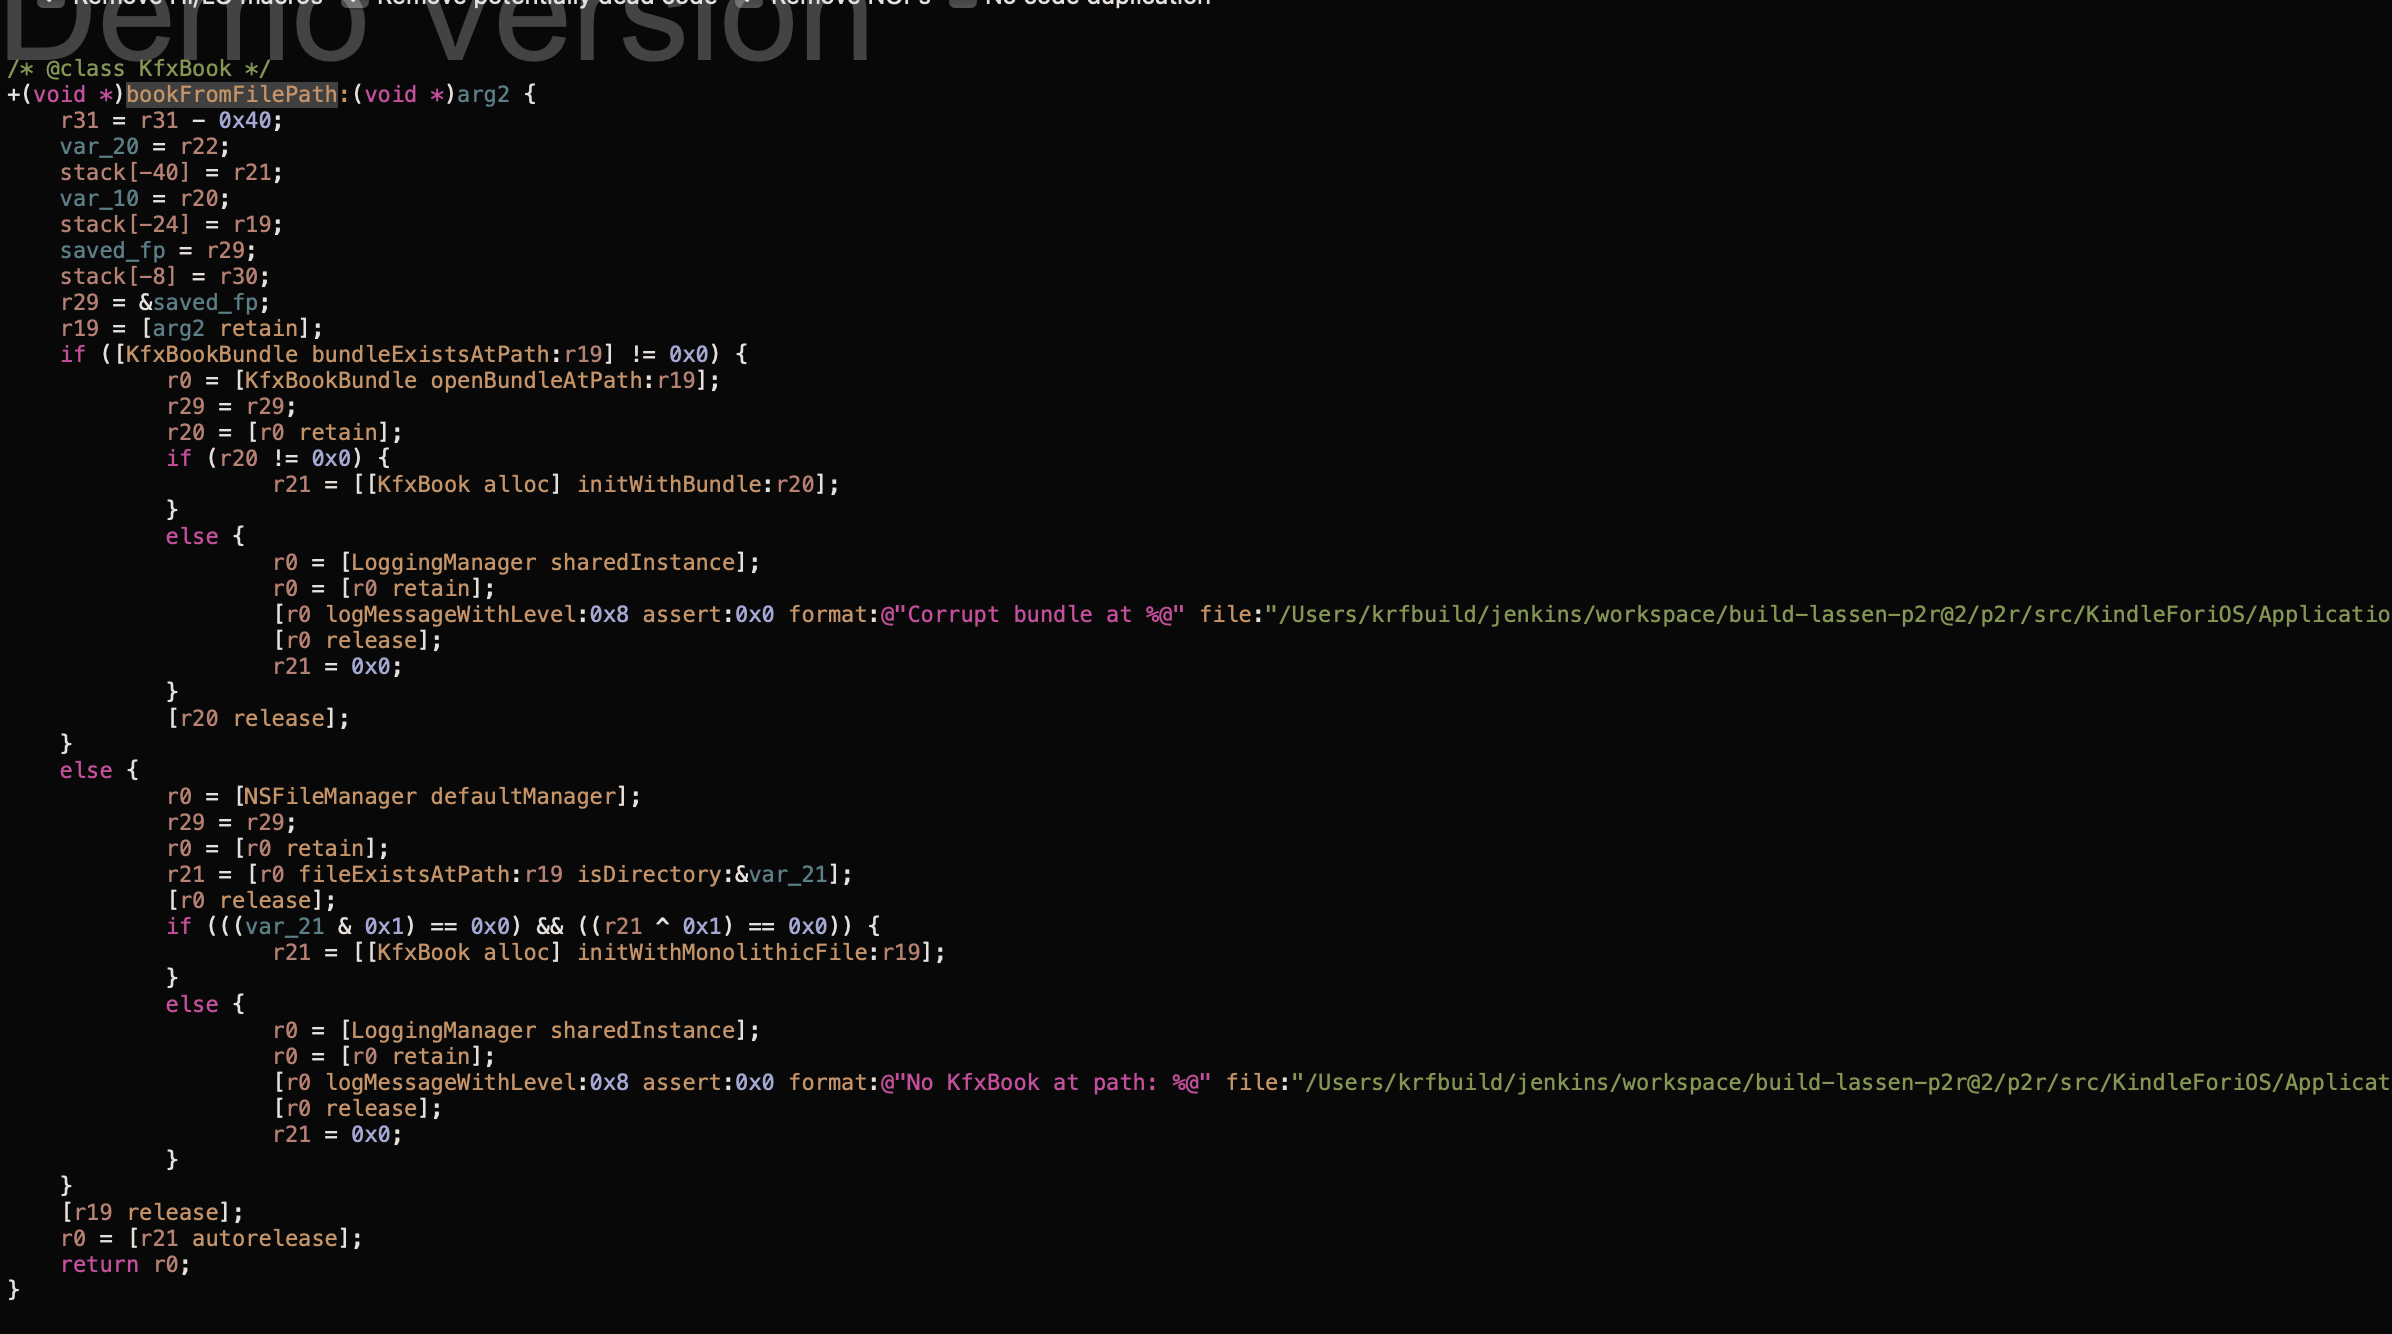 Remove HI/LO macros Remove potentially dead code Remove NOPs No code duplication
Demo Version
/* @class KfxBook */
+(void *)bookFromFilePath:(void *)arg2 {
    r31 = r31 - 0x40;
    var_20 = r22;
    stack[-40] = r21;
    var_10 = r20;
    stack[-24] = r19;
    saved_fp = r29;
    stack[-8] = r30;
    r29 = &saved_fp;
    r19 = [arg2 retain];
    if ([KfxBookBundle bundleExistsAtPath:r19] != 0x0) {
            r0 = [KfxBookBundle openBundleAtPath:r19];
            r29 = r29;
            r20 = [r0 retain];
            if (r20 != 0x0) {
                    r21 = [[KfxBook alloc] initWithBundle:r20];
            }
            else {
                    r0 = [LoggingManager sharedInstance];
                    r0 = [r0 retain];
                    [r0 logMessageWithLevel:0x8 assert:0x0 format:@"Corrupt bundle at %@" file:"/Users/krfbuild/jenkins/workspace/build-lassen-p2r@2/p2r/src/KindleForiOS/Applicatio
                    [r0 release];
                    r21 = 0x0;
            }
            [r20 release];
    }
    else {
            r0 = [NSFileManager defaultManager];
            r29 = r29;
            r0 = [r0 retain];
            r21 = [r0 fileExistsAtPath:r19 isDirectory:&var_21];
            [r0 release];
            if (((var_21 & 0x1) == 0x0) && ((r21 ^ 0x1) == 0x0)) {
                    r21 = [[KfxBook alloc] initWithMonolithicFile:r19];
            }
            else {
                    r0 = [LoggingManager sharedInstance];
                    r0 = [r0 retain];
                    [r0 logMessageWithLevel:0x8 assert:0x0 format:@"No KfxBook at path: %@" file:"/Users/krfbuild/jenkins/workspace/build-lassen-p2r@2/p2r/src/KindleForiOS/Applicat
                    [r0 release];
                    r21 = 0x0;
            }
    }
    [r19 release];
    r0 = [r21 autorelease];
    return r0;
}